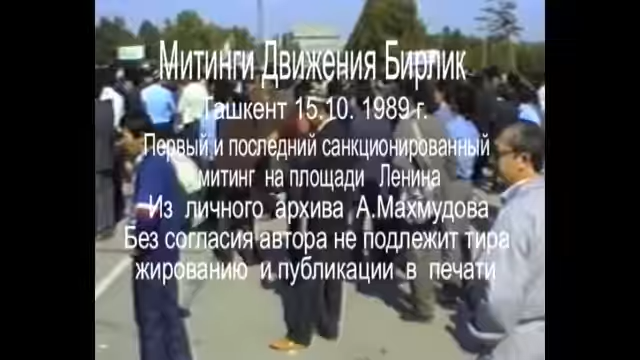 Митинги Движения Бирлик
Ташкент 15.10. 1989 г.
Первый и последний санкционированный
митинг на площади Ленина
Из личного архива А.Махмудова
Без согласия автора не подлежит тира
жированию и публикации в печати